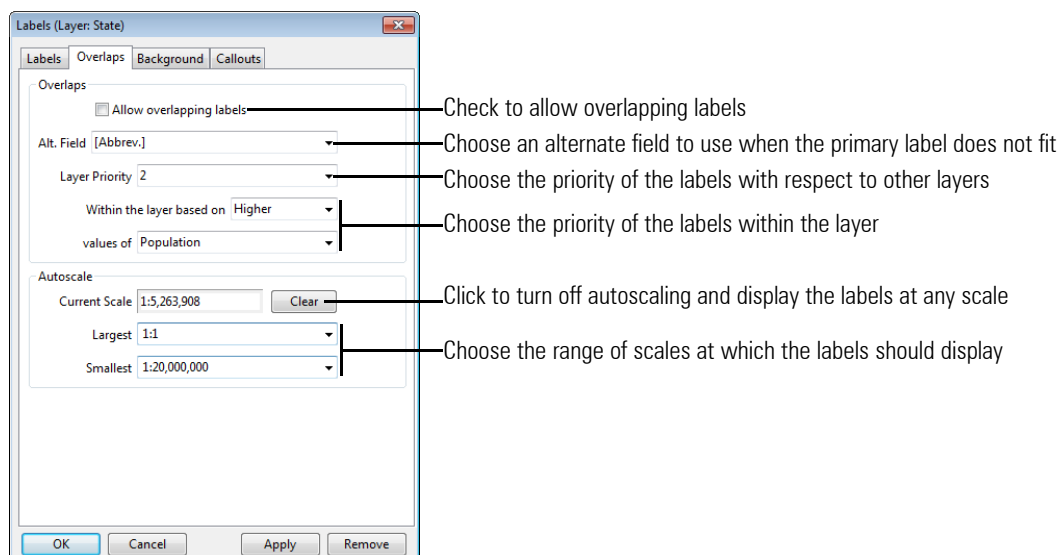 Labels (Layer: State)
Labels Overlaps Background Callouts
Overlaps
Allow overlapping labels
Check to allow overlapping labels
Alt. Field [Abbrev.]
Choose an alternate field to use when the primary label does not fit
Layer Priority 2
Choose the priority of the labels with respect to other layers
Within the layer based on Higher
Choose the priority of the labels within the layer
values of Population
Autoscale
Current Scale 1:5,263,908 Clear
Click to turn off autoscaling and display the labels at any scale
Largest 1:1
Choose the range of scales at which the labels should display
Smallest 1:20,000,000
OK Cancel Apply Remove